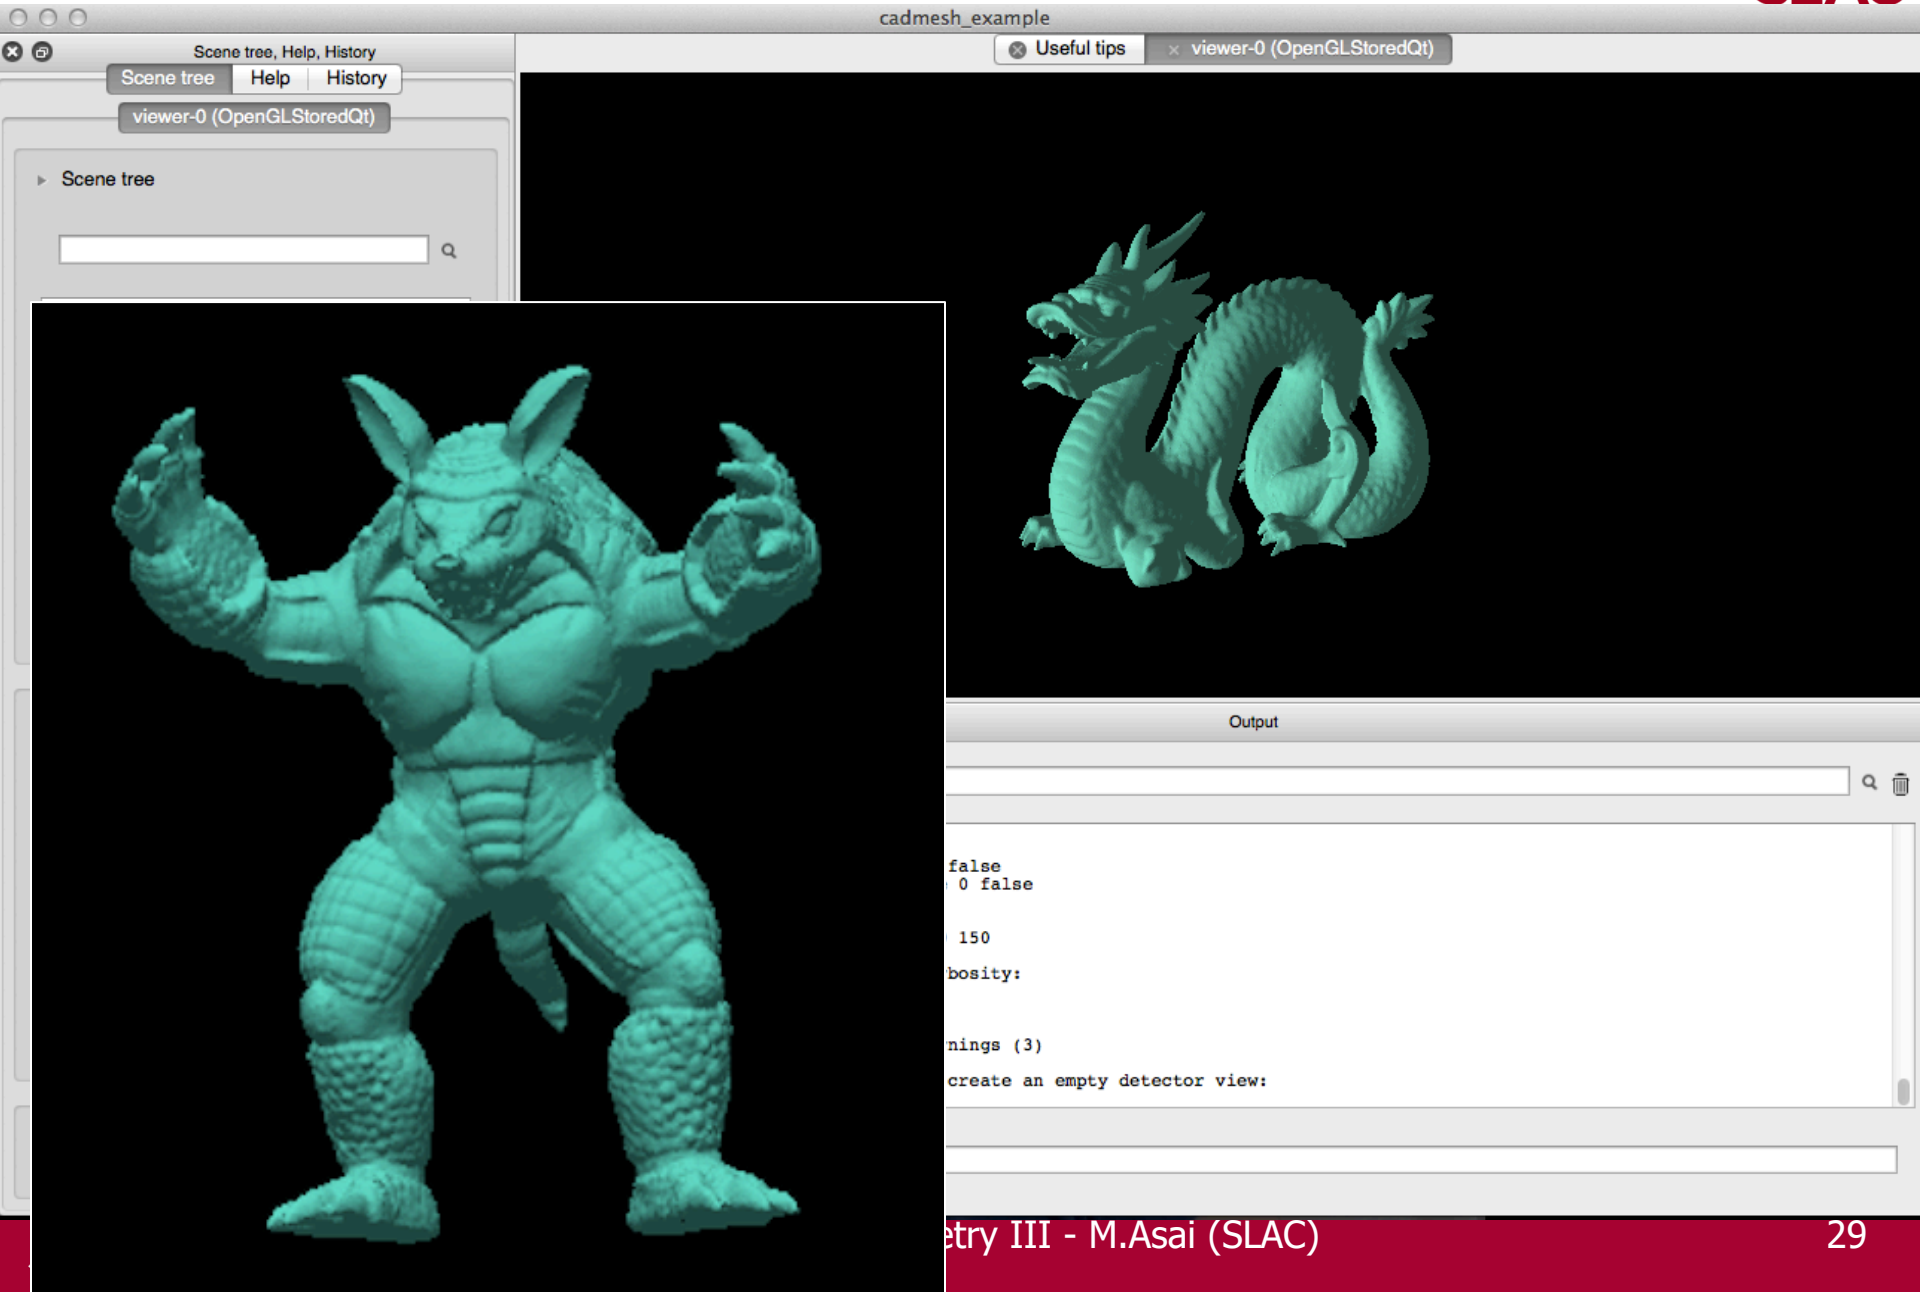 SLAC
cadmesh_example
Scene tree, Help, History
Useful tips
viewer-0 (OpenGLStoredQt)
Scene tree
Help
History
viewer-0 (OpenGLStoredQt)
Scene tree
Output
false
0 false
150
bosity:
nings (3)
create an empty detector view:
etry III - M.Asai (SLAC)
29